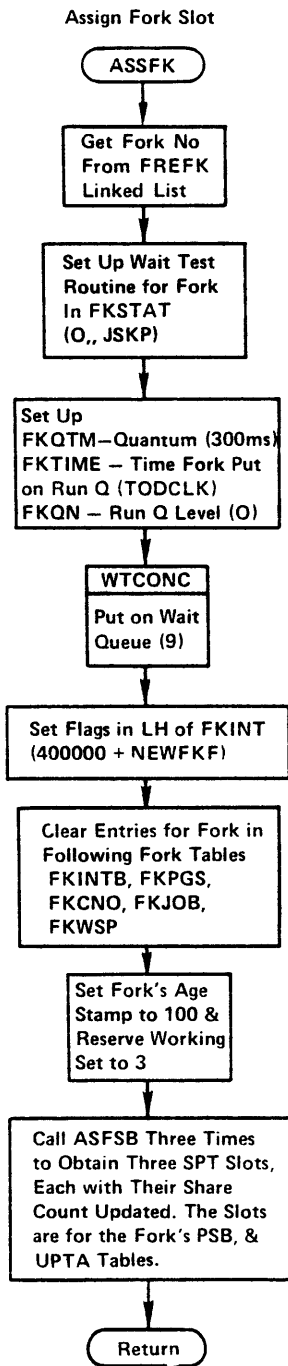 Assign Fork Slot
ASSFK
Get Fork No
From FREFK
Linked List
Set Up Wait Test
Routine for Fork
In FKSTAT
(O,, JSKP)
Set Up
FKQTM—Quantum (300ms)
FKTIME — Time Fork Put
on Run Q (TODCLK)
FKQN — Run Q Level (O)
WTCONC
Put on Wait
Queue (9)
Set Flags in LH of FKINT
(400000 + NEWFKF)
Clear Entries for Fork in
Following Fork Tables
FKINTB, FKPGS,
FKCNO, FKJOB,
FKWSP
Set Fork's Age
Stamp to 100 &
Reserve Working
Set to 3
Call ASFSB Three Times
to Obtain Three SPT Slots,
Each with Their Share
Count Updated. The Slots
are for the Fork's PSB, &
UPTA Tables.
Return